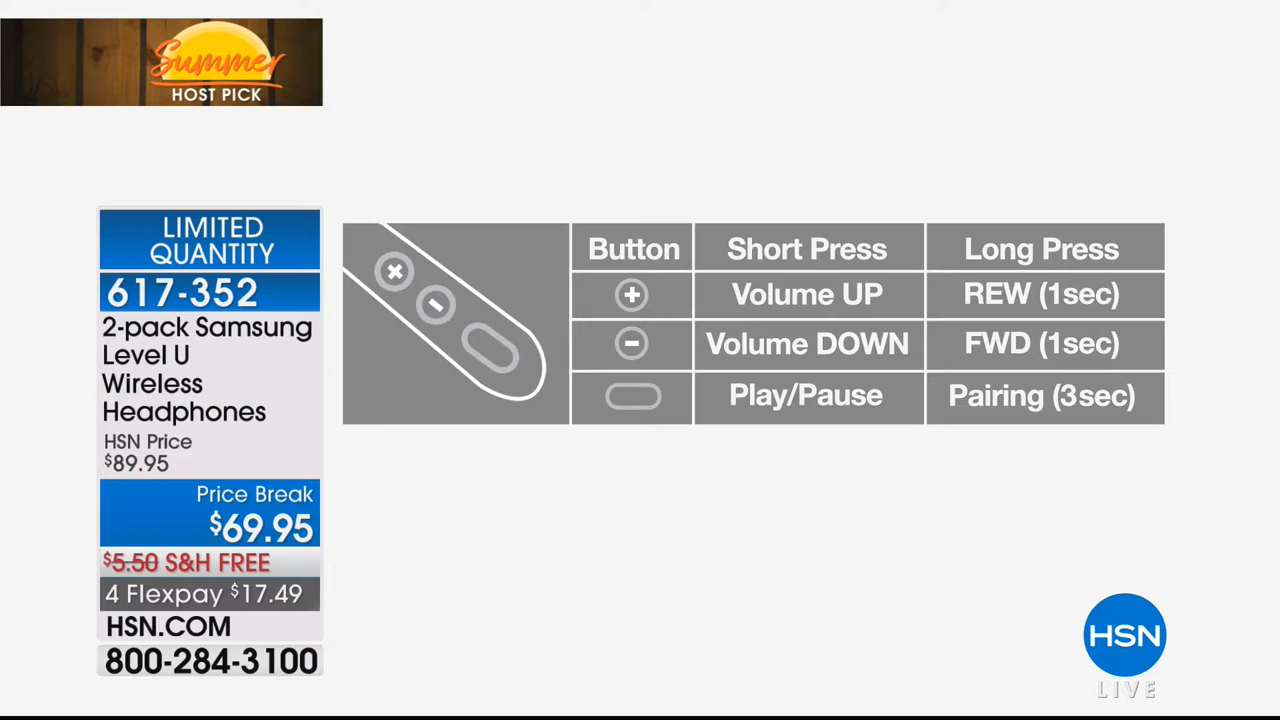 Summer
HOST PICK
LIMITED
QUANTITY
617-352
2-pack Samsung
Level U
Wireless
Headphones
HSN Price
$89.95
Price Break
$69.95
$5.50 S&H FREE
4 Flexpay $17.49
HSN.COM
800-284-3100
Button Short Press Long Press
+ Volume UP REW (1sec)
- Volume DOWN FWD (1sec)
Play/Pause Pairing (3sec)
HSN
LIVE